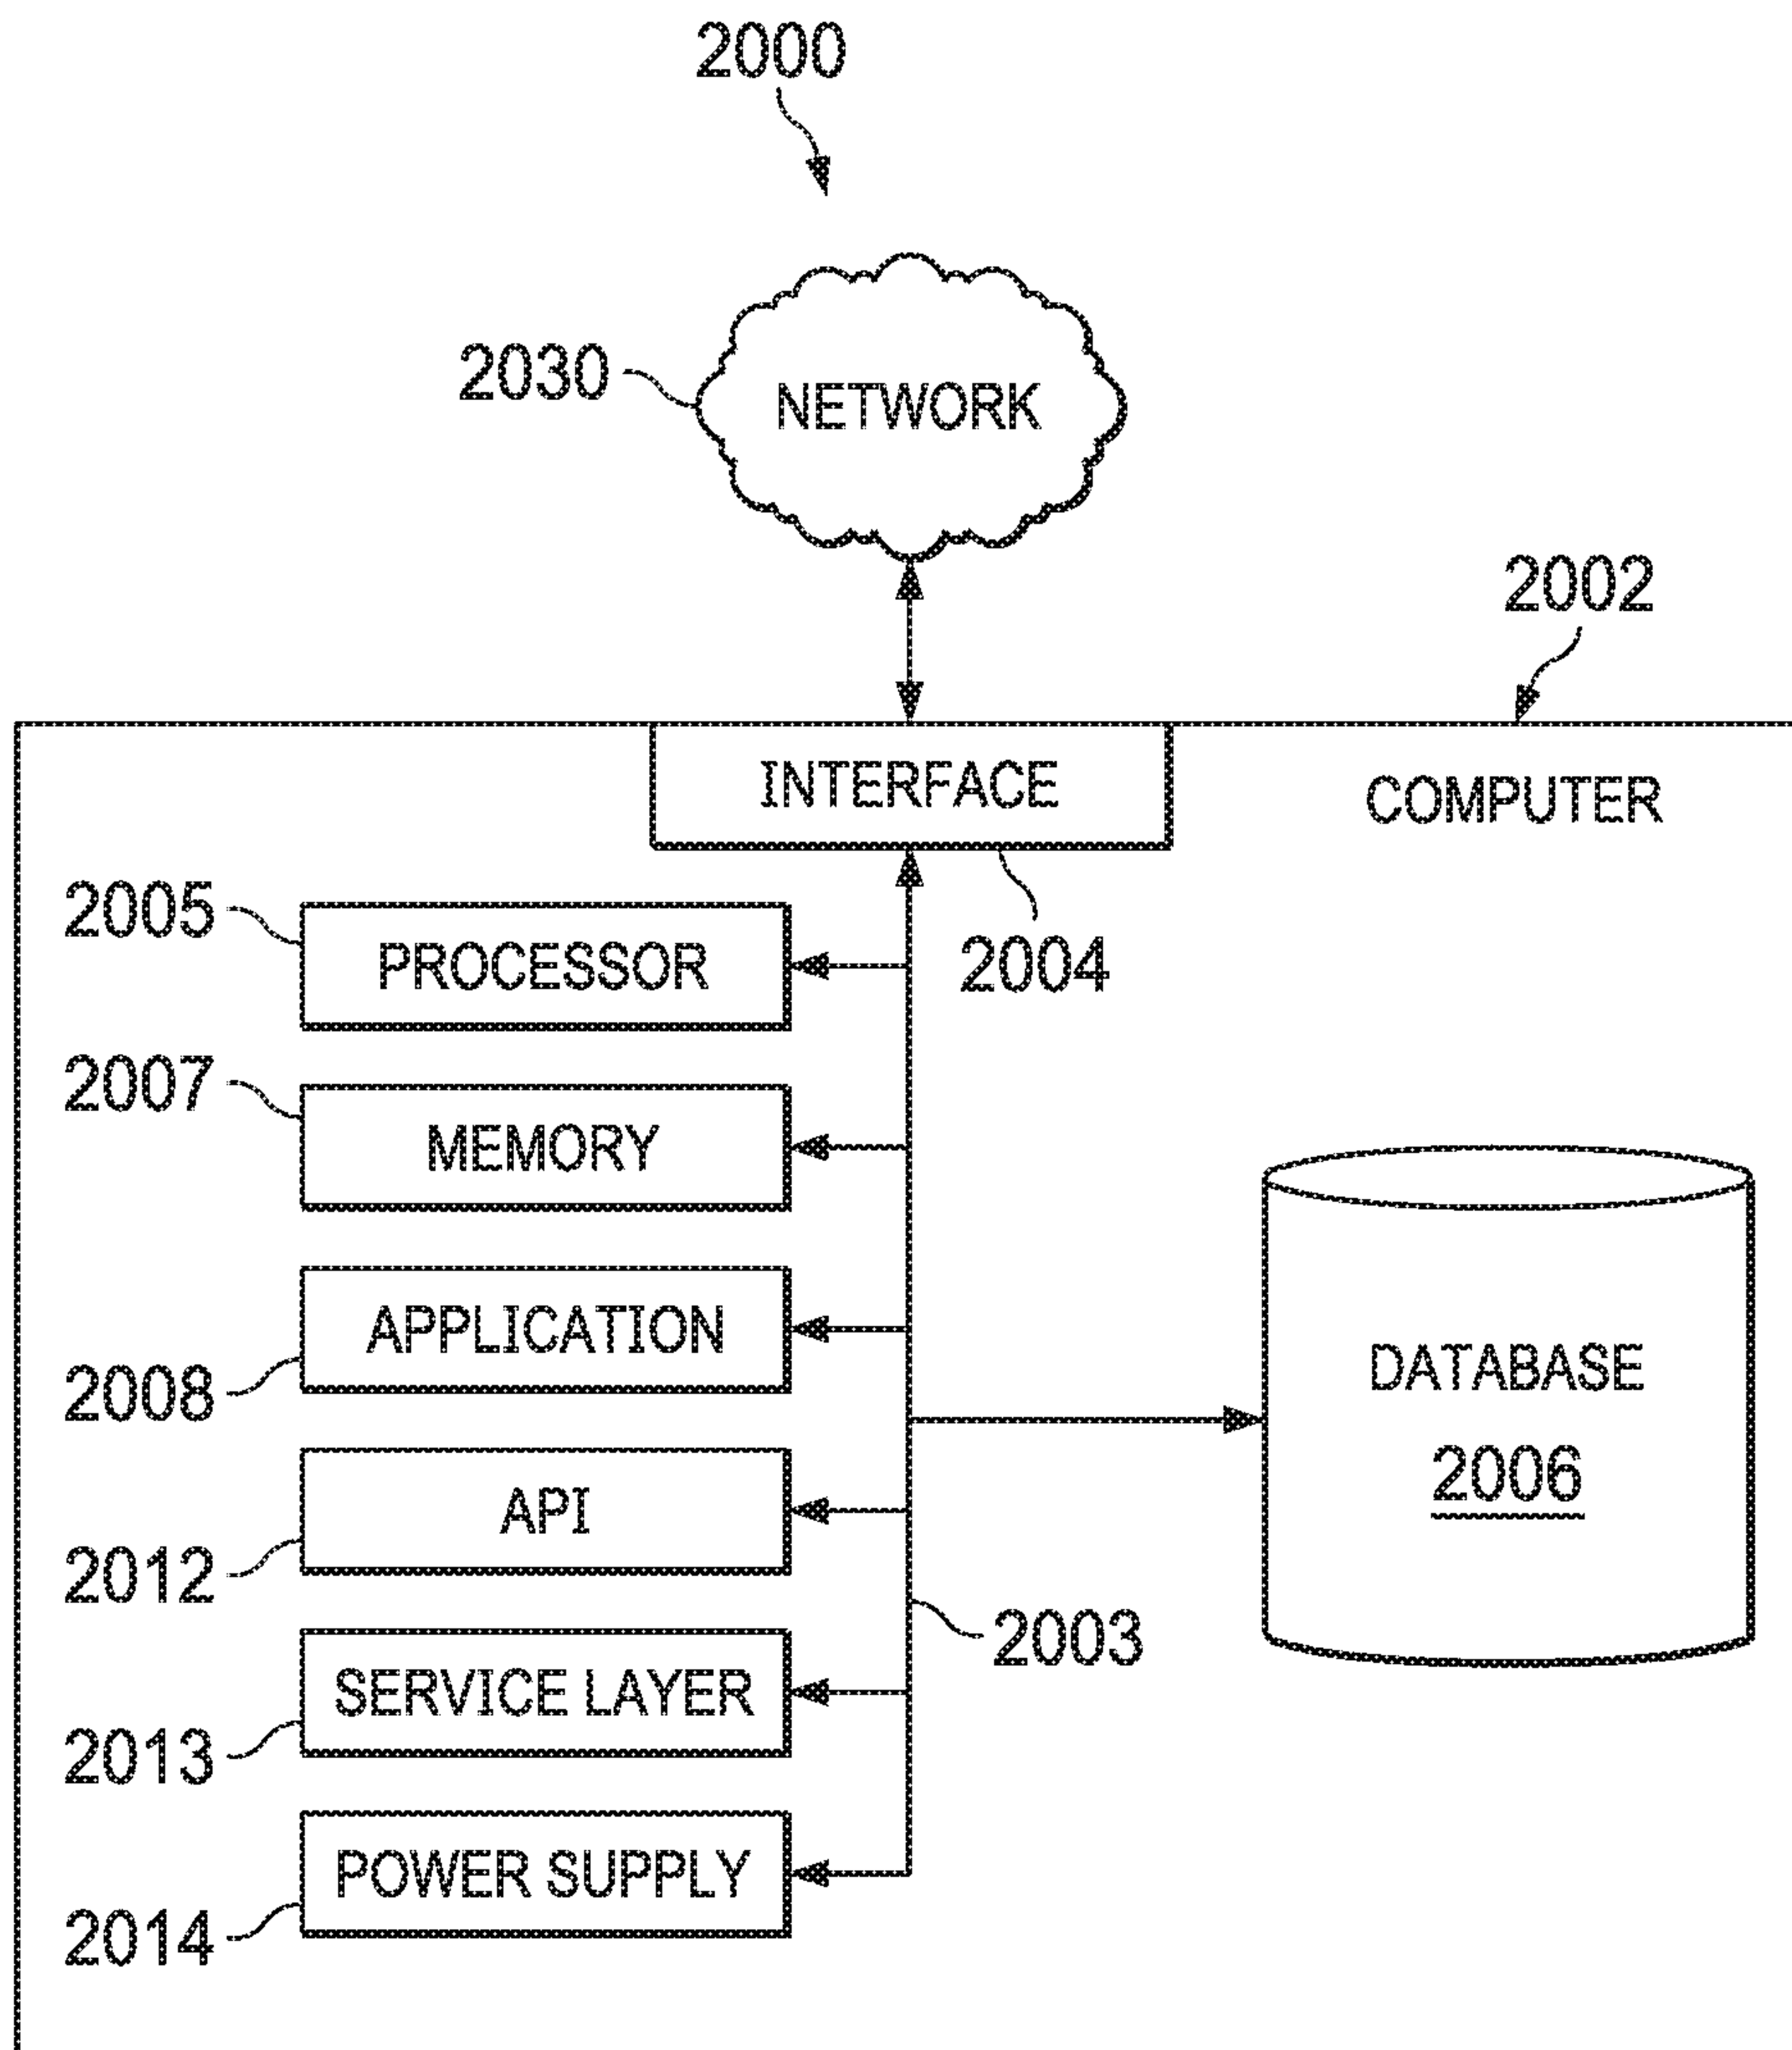 2000
2030
NETWORK
2002
INTERFACE
COMPUTER
2005
PROCESSOR
2004
2007
MEMORY
APPLICATION
2008
DATABASE
2006
API
2012
2003
SERVICE LAYER
2013
POWER SUPPLY
2014